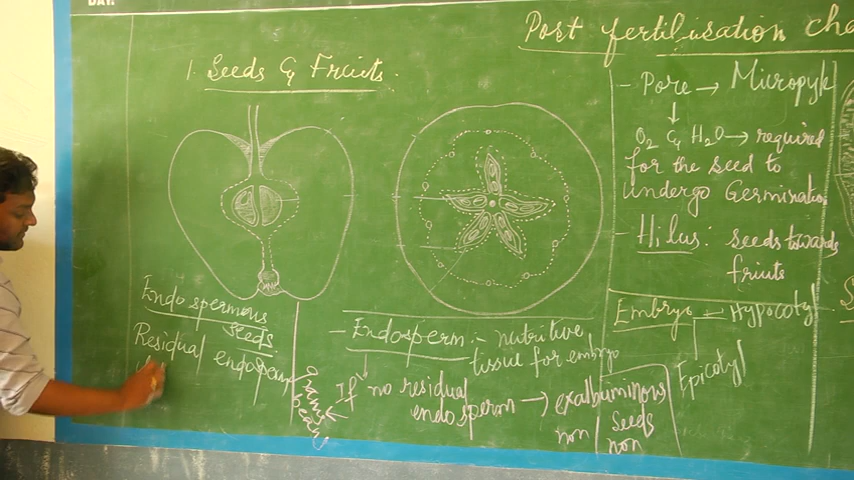 DAY.
Post fertilisation cha
1. Seeds & Fruits.
- Pore → Micropyle
O2 & H2O → required
for the seed to
undergo Germination
- Hilus: seeds towards
fruits
Embryo - Hypocotyl
Epicotyl
Endospermous
seeds
Residual endosperm
- Endosperm :- nutritive
tissue for embryo
If no residual
endosperm → exalbuminous
seeds
non
non